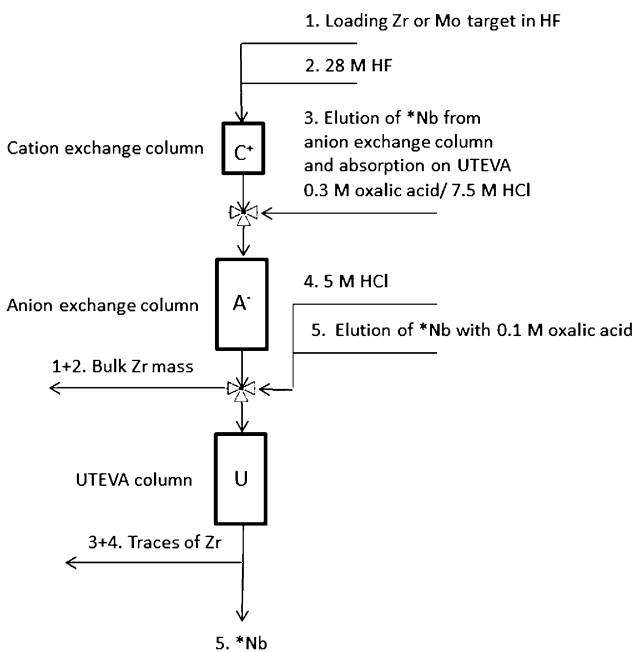 1. Loading Zr or Mo target in HF
2. 28 M HF
3. Elution of *Nb from
anion exchange column
and absorption on UTEVA
0.3 M oxalic acid/ 7.5 M HCl
Cation exchange column
C+
4. 5 M HCl
Anion exchange column
A-
5. Elution of *Nb with 0.1 M oxalic acid
1+2. Bulk Zr mass
UTEVA column
U
3+4. Traces of Zr
5. *Nb